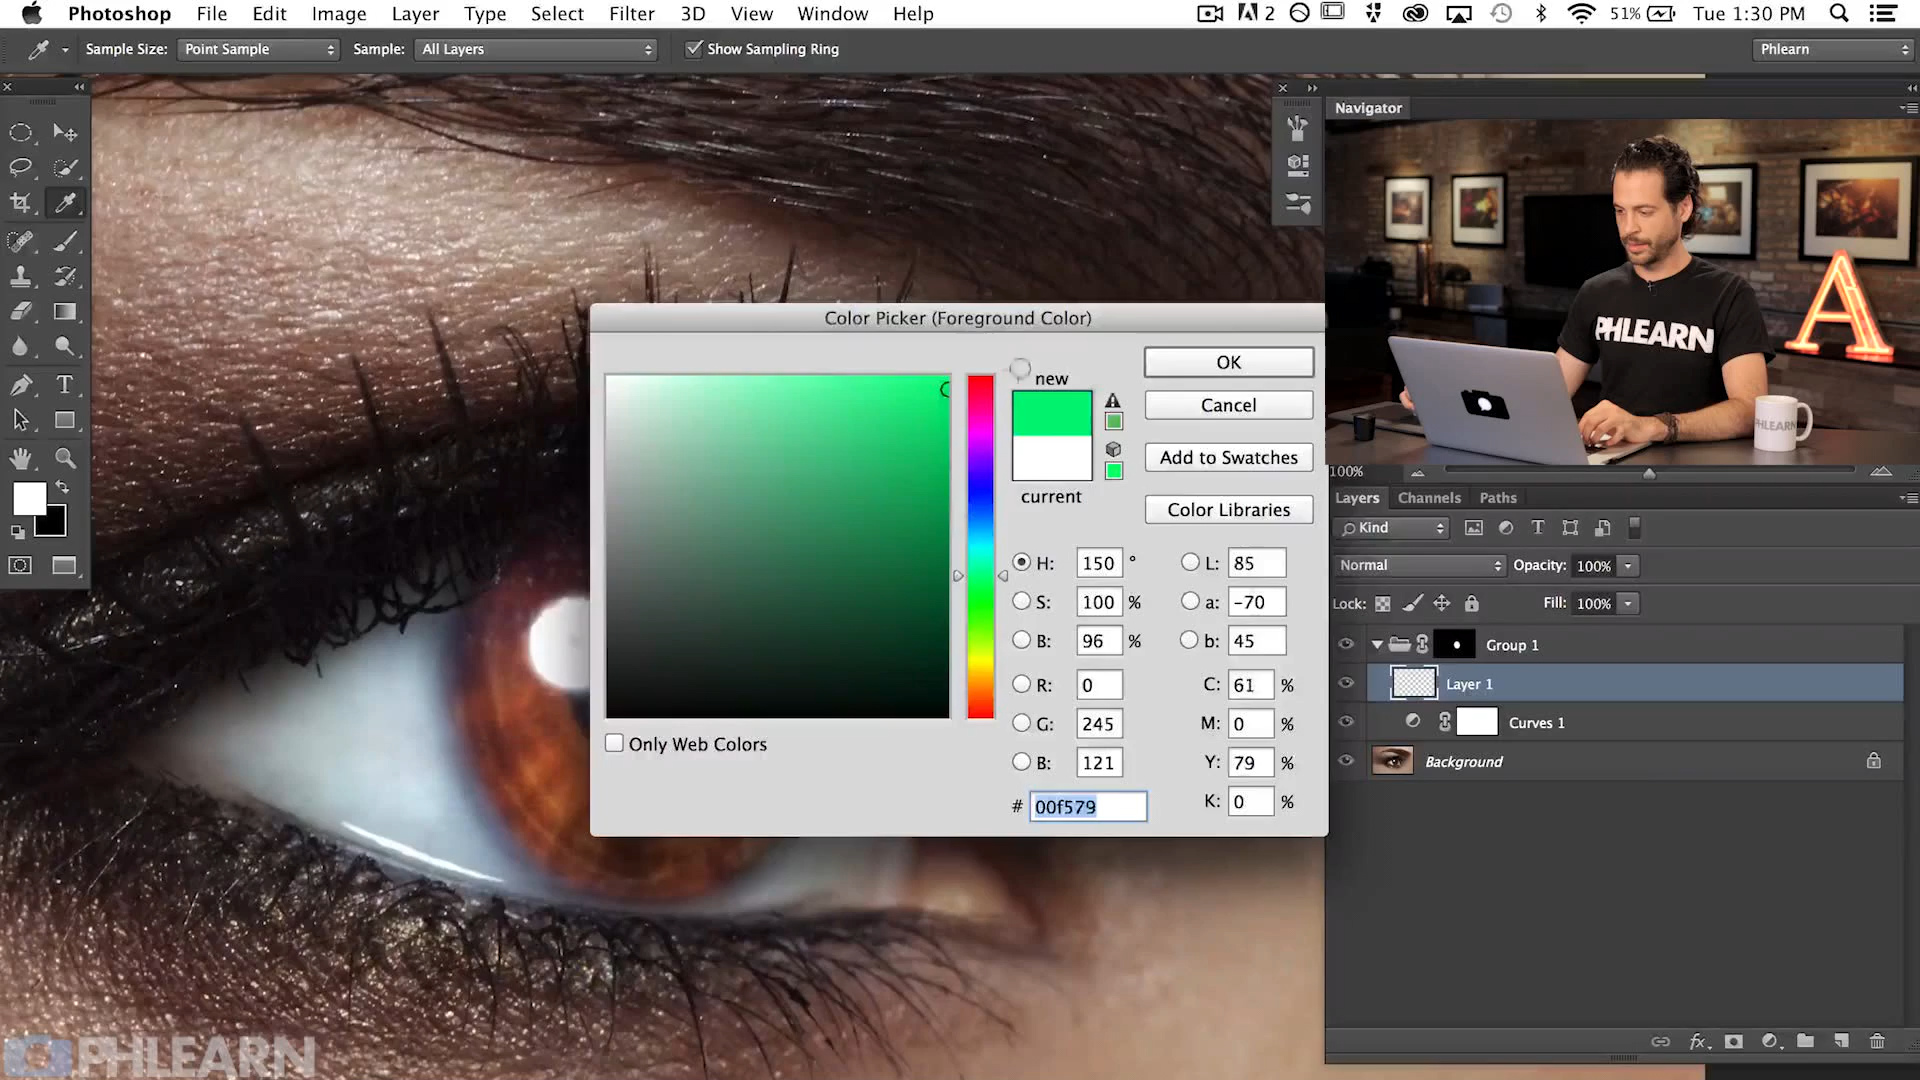 Photoshop File Edit Image Layer Type Select Filter 3D View Window Help 2 51% Tue 1:30 PM
Sample Size: Point Sample Sample: All Layers Show Sampling Ring Phlearn
Navigator
PHLEARN
A
PHLEARN
Color Picker (Foreground Color)
new
current
OK
Cancel
Add to Swatches
Color Libraries
H: 150 ° L: 85
S: 100 % a: -70
B: 96 % b: 45
R: 0 C: 61 %
G: 245 M: 0 %
B: 121 Y: 79 %
# 00f579 K: 0 %
Only Web Colors
100%
Layers Channels Paths
Kind
Normal Opacity: 100%
Lock: Fill: 100%
Group 1
Layer 1
Curves 1
Background
fx
PHLEARN